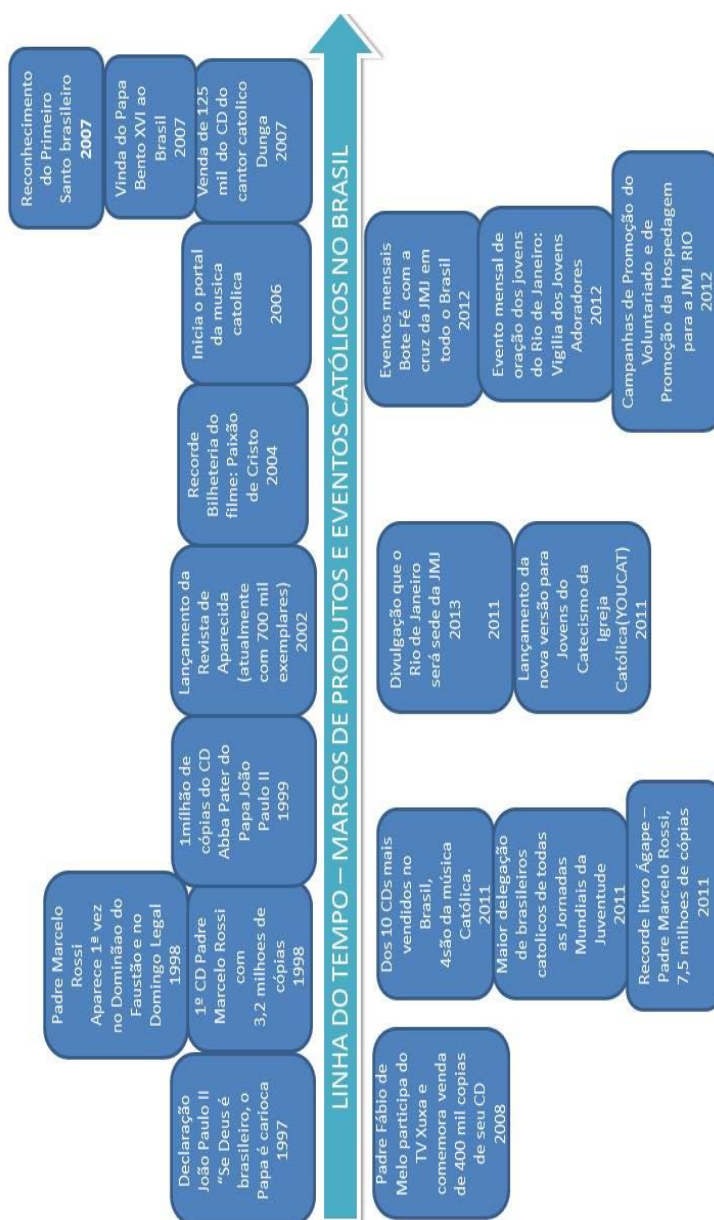 Declaração
João Paulo II
“Se Deus é
brasileiro, o
Papa é carioca
1997
Padre Marcelo
Rossi
Aparece 1ª vez
no Dominãao do
Faustão e no
Domingo Legal
1998
1º CD Padre
Marcelo Rossi
com
3,2 milhoes de
cópias
1998
1milhão de
cópias do CD
Abba Pater do
Papa João
Paulo II
1999
Lançamento da
Revista de
Aparecida
(atualmente
com 700 mil
exemplares)
2002
Recorde
Bilheteria do
filme: Paixão
de Cristo
2004
Inicia o portal
da musica
catolica
2006
Reconhecimento
do Primeiro
Santo brasileiro
2007
Vinda do Papa
Bento XVI ao
Brasil
2007
Venda de 125
mil do CD do
cantor catolico
Dunga
2007
LINHA DO TEMPO – MARCOS DE PRODUTOS E EVENTOS CATÓLICOS NO BRASIL
Padre Fábio de
Melo participa do
TV Xuxa e
comemora venda
de 400 mil copias
de seu CD
2008
Dos 10 CDs mais
vendidos no
Brasil,
4são da música
Católica.
2011
Maior delegação
de brasileiros
catolicos de todas
as Jornadas
Mundiais da
Juventude
2011
Recorde livro Ágape –
Padre Marcelo Rossi,
7,5 milhoes de cópias
2011
Divulgação que o
Rio de Janeiro
será sede da JMJ
2013
2011
Lançamento da
nova versão para
Jovens do
Catecismo da
Igreja
Católica(YOUCAT)
2011
Eventos mensais
Bote Fé com a
cruz da JMJ em
todo o Brasil
2012
Evento mensal de
oração dos jovens
do Rio de Janeiro:
Vigilia dos Jovens
Adoradores
2012
Campanhas de Promoção do
Voluntariado e de
Promoção da Hospedagem
para a JMJ RIO
2012